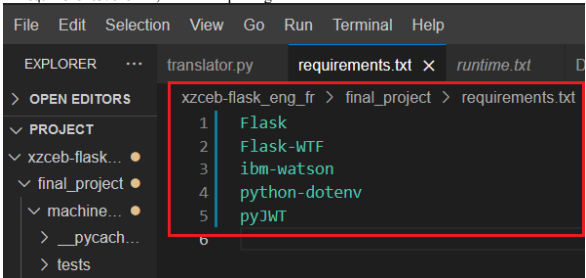 File Edit Selection View Go Run Terminal Help
EXPLORER ···
translator.py requirements.txt × runtime.txt D
> OPEN EDITORS
xzceb-flask_eng_fr > final_project > requirements.txt
PROJECT
xzceb-flask...
final_project
machine...
> __pycach...
> tests
1 Flask
2 Flask-WTF
3 ibm-watson
4 python-dotenv
5 pyJWT
6